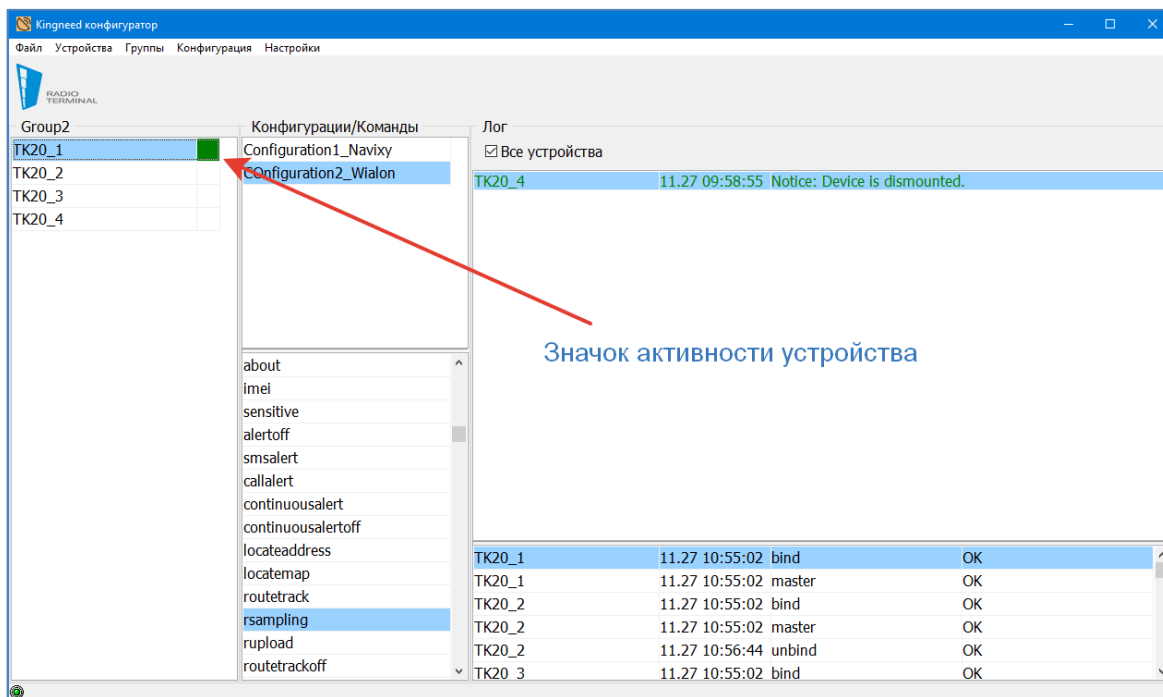 Kingneed конфигуратор
Файл Устройства Группы Конфигурация Настройки
RADIO
TERMINAL
Group2
TK20_1
TK20_2
TK20_3
TK20_4
Конфигурации/Команды
Configuration1_Navixy
COnfiguration2_Wialon
about
imei
sensitive
alertoff
smsalert
callalert
continuousalert
continuousalertoff
locateaddress
locatemap
routetrack
rsampling
rupload
routetrackoff
Лог
Все устройства
TK20_4 11.27 09:58:55 Notice: Device is dismounted.
Значок активности устройства
TK20_1 11.27 10:55:02 bind OK
TK20_1 11.27 10:55:02 master OK
TK20_2 11.27 10:55:02 bind OK
TK20_2 11.27 10:55:02 master OK
TK20_2 11.27 10:56:44 unbind OK
TK20_3 11.27 10:55:02 bind OK